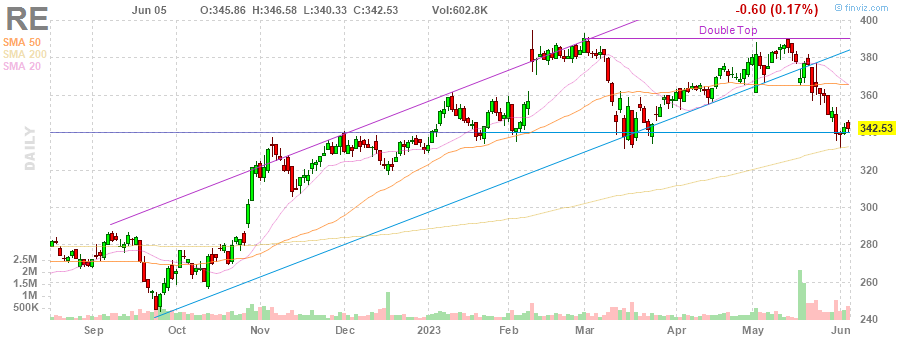 RE
Jun 05 O:345.86 H:346.58 L:340.33 C:342.53 Vol:602.8K -0.60 (0.17%) © finviz.com
SMA 50
SMA 200
SMA 20
Double Top
DAILY
400
380
360
342.53
340
320
300
280
260
240
2.5M
2M
1.5M
1M
500K
Sep Oct Nov Dec 2023 Feb Mar Apr May Jun